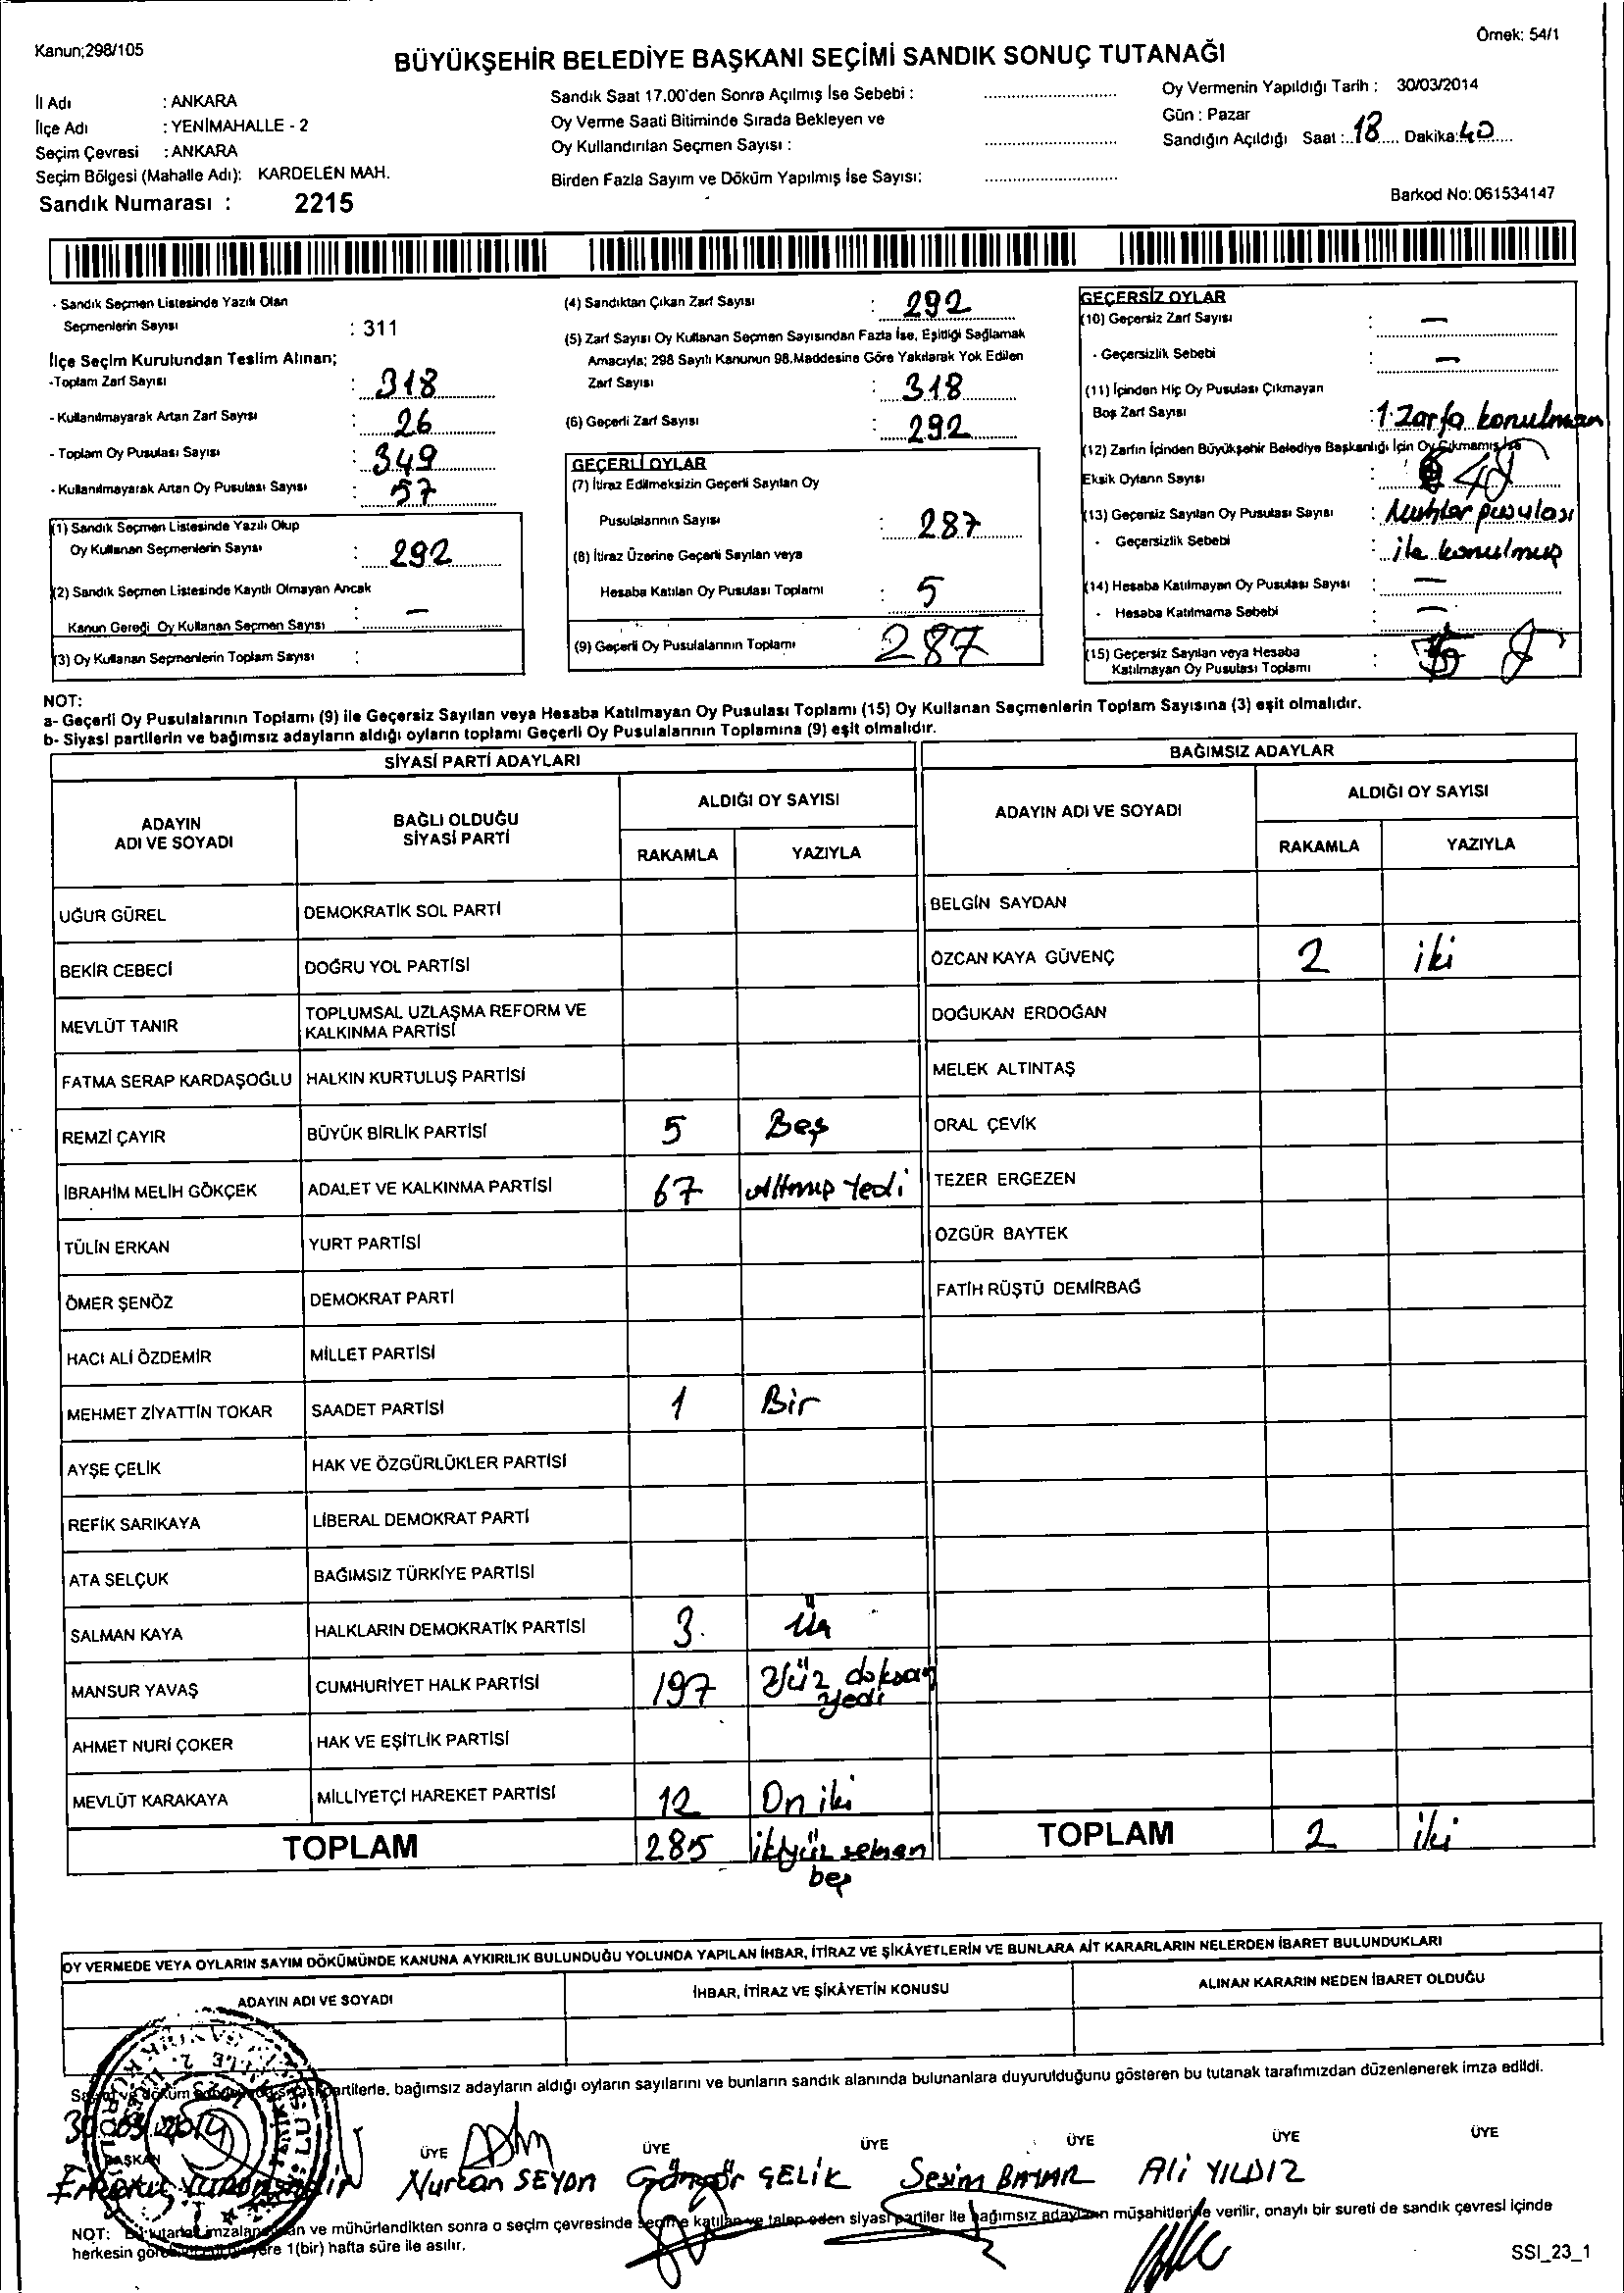 Kanun;298/105
Örnek: 54/1
BÜYÜKŞEHİR BELEDİYE BAŞKANI SEÇİMİ SANDIK SONUÇ TUTANAĞI
İl Adı : ANKARA
İlçe Adı : YENİMAHALLE - 2
Seçim Çevresi : ANKARA
Seçim Bölgesi (Mahalle Adı): KARDELEN MAH.
Sandık Numarası : 2215
Sandık Saat 17.00'den Sonra Açılmış İse Sebebi :
Oy Verme Saati Bitiminde Sırada Bekleyen ve
Oy Kullandırılan Seçmen Sayısı :
Birden Fazla Sayım ve Döküm Yapılmış İse Sayısı:
Oy Vermenin Yapıldığı Tarih : 30/03/2014
Gün : Pazar
Sandığın Açıldığı Saat : 18 Dakika: 40
Barkod No: 061534147
- Sandık Seçmen Listesinde Yazılı Olan
Seçmenlerin Sayısı : 311
İlçe Seçim Kurulundan Teslim Alınan;
-Toplam Zarf Sayısı : 318
- Kullanılmayarak Artan Zarf Sayısı : 26
- Toplam Oy Pusulası Sayısı : 349
- Kullanılmayarak Artan Oy Pusulası Sayısı : 57
(1) Sandık Seçmen Listesinde Yazılı Olup
Oy Kullanan Seçmenlerin Sayısı : 292
(2) Sandık Seçmen Listesinde Kayıtlı Olmayan Ancak
Kanun Gereği Oy Kullanan Seçmen Sayısı : —
(3) Oy Kullanan Seçmenlerin Toplam Sayısı :
(4) Sandıktan Çıkan Zarf Sayısı : 292
(5) Zarf Sayısı Oy Kullanan Seçmen Sayısından Fazla İse, Eşitliği Sağlamak
Amacıyla; 298 Sayılı Kanunun 98.Maddesine Göre Yakılarak Yok Edilen
Zarf Sayısı : 318
(6) Geçerli Zarf Sayısı : 292
GEÇERLİ OYLAR
(7) İtiraz Edilmeksizin Geçerli Sayılan Oy
Pusulalarının Sayısı : 287
(8) İtiraz Üzerine Geçerli Sayılan veya
Hesaba Katılan Oy Pusulası Toplamı : 5
(9) Geçerli Oy Pusulalarının Toplamı 287
GEÇERSİZ OYLAR
(10) Geçersiz Zarf Sayısı : —
- Geçersizlik Sebebi : —
(11) İçinden Hiç Oy Pusulası Çıkmayan
Boş Zarf Sayısı : 1 Zarfa konulman
(12) Zarfın İçinden Büyükşehir Belediye Başkanlığı İçin Oy Çıkmamış İse
Eksik Oyların Sayısı :
(13) Geçersiz Sayılan Oy Pusulası Sayısı : Muhtar pusulası
- Geçersizlik Sebebi : ile konulmuş
(14) Hesaba Katılmayan Oy Pusulası Sayısı : —
- Hesaba Katılmama Sebebi : —
(15) Geçersiz Sayılan veya Hesaba
Katılmayan Oy Pusulası Toplamı :
NOT:
a- Geçerli Oy Pusulalarının Toplamı (9) ile Geçersiz Sayılan veya Hesaba Katılmayan Oy Pusulası Toplamı (15) Oy Kullanan Seçmenlerin Toplam Sayısına (3) eşit olmalıdır.
b- Siyasi partilerin ve bağımsız adayların aldığı oyların toplamı Geçerli Oy Pusulalarının Toplamına (9) eşit olmalıdır.
SİYASİ PARTİ ADAYLARI
ADAYIN ADI VE SOYADI
BAĞLI OLDUĞU SİYASİ PARTİ
ALDIĞI OY SAYISI
RAKAMLA YAZIYLA
UĞUR GÜREL DEMOKRATİK SOL PARTİ
BEKİR CEBECİ DOĞRU YOL PARTİSİ
MEVLÜT TANIR TOPLUMSAL UZLAŞMA REFORM VE KALKINMA PARTİSİ
FATMA SERAP KARDAŞOĞLU HALKIN KURTULUŞ PARTİSİ
REMZİ ÇAYIR BÜYÜK BİRLİK PARTİSİ 5 Beş
İBRAHİM MELİH GÖKÇEK ADALET VE KALKINMA PARTİSİ 67 Altmış Yedi
TÜLİN ERKAN YURT PARTİSİ
ÖMER ŞENÖZ DEMOKRAT PARTİ
HACI ALİ ÖZDEMİR MİLLET PARTİSİ
MEHMET ZİYATTİN TOKAR SAADET PARTİSİ 1 Bir
AYŞE ÇELİK HAK VE ÖZGÜRLÜKLER PARTİSİ
REFİK SARIKAYA LİBERAL DEMOKRAT PARTİ
ATA SELÇUK BAĞIMSIZ TÜRKİYE PARTİSİ
SALMAN KAYA HALKLARIN DEMOKRATİK PARTİSİ 3 Üç
MANSUR YAVAŞ CUMHURİYET HALK PARTİSİ 197 Yüz doksan yedi
AHMET NURİ ÇOKER HAK VE EŞİTLİK PARTİSİ
MEVLÜT KARAKAYA MİLLİYETÇİ HAREKET PARTİSİ 12 On iki
TOPLAM 285 ikiyüz seksen beş
BAĞIMSIZ ADAYLAR
ADAYIN ADI VE SOYADI
ALDIĞI OY SAYISI
RAKAMLA YAZIYLA
BELGİN SAYDAN
ÖZCAN KAYA GÜVENÇ 2 iki
DOĞUKAN ERDOĞAN
MELEK ALTINTAŞ
ORAL ÇEVİK
TEZER ERGEZEN
ÖZGÜR BAYTEK
FATİH RÜŞTÜ DEMİRBAĞ
TOPLAM 2 iki
OY VERMEDE VEYA OYLARIN SAYIM DÖKÜMÜNDE KANUNA AYKIRILIK BULUNDUĞU YOLUNDA YAPILAN İHBAR, İTİRAZ VE ŞİKÂYETLERİN VE BUNLARA AİT KARARLARIN NELERDEN İBARET BULUNDUKLARI
ADAYIN ADI VE SOYADI
İHBAR, İTİRAZ VE ŞİKÂYETİN KONUSU
ALINAN KARARIN NEDEN İBARET OLDUĞU
partilerle, bağımsız adayların aldığı oyların sayılarını ve bunların sandık alanında bulunanlara duyurulduğunu gösteren bu tutanak tarafımızdan düzenlenerek imza edildi.
30.03.2014
BAŞKAN ÜYE ÜYE ÜYE ÜYE ÜYE ÜYE
Nurcan SEYDN Güngör ÇELİK Sevim Ali YILDIZ
NOT: Bu tutanak imzalandıktan ve mühürlendikten sonra o seçim çevresinde seçime katılan ve talep eden siyasi partiler ile bağımsız adayların müşahitlerine verilir, onaylı bir sureti de sandık çevresi içinde
herkesin yere 1(bir) hafta süre ile asılır.
SSI_23_1